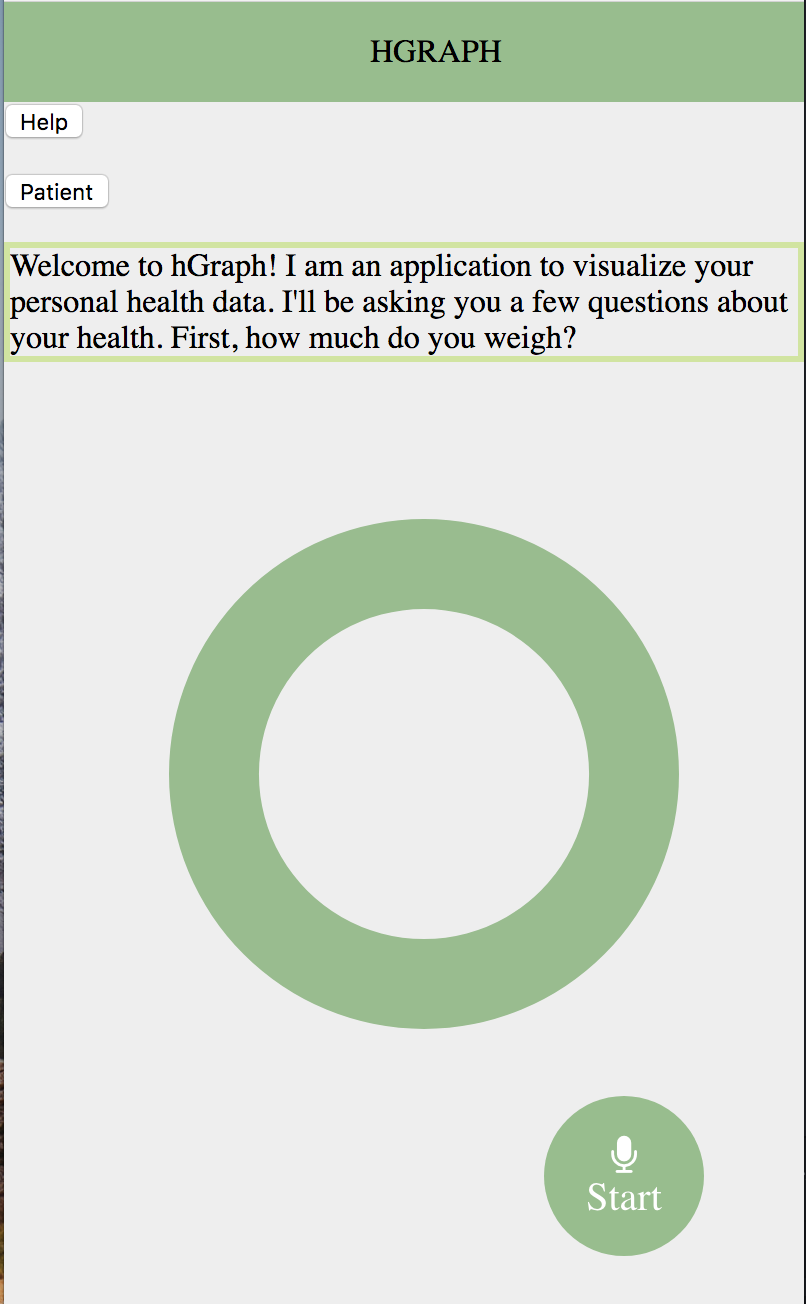 HGRAPH
Help
Patient
Welcome to hGraph! I am an application to visualize your
personal health data. I'll be asking you a few questions about
your health. First, how much do you weigh?
Start